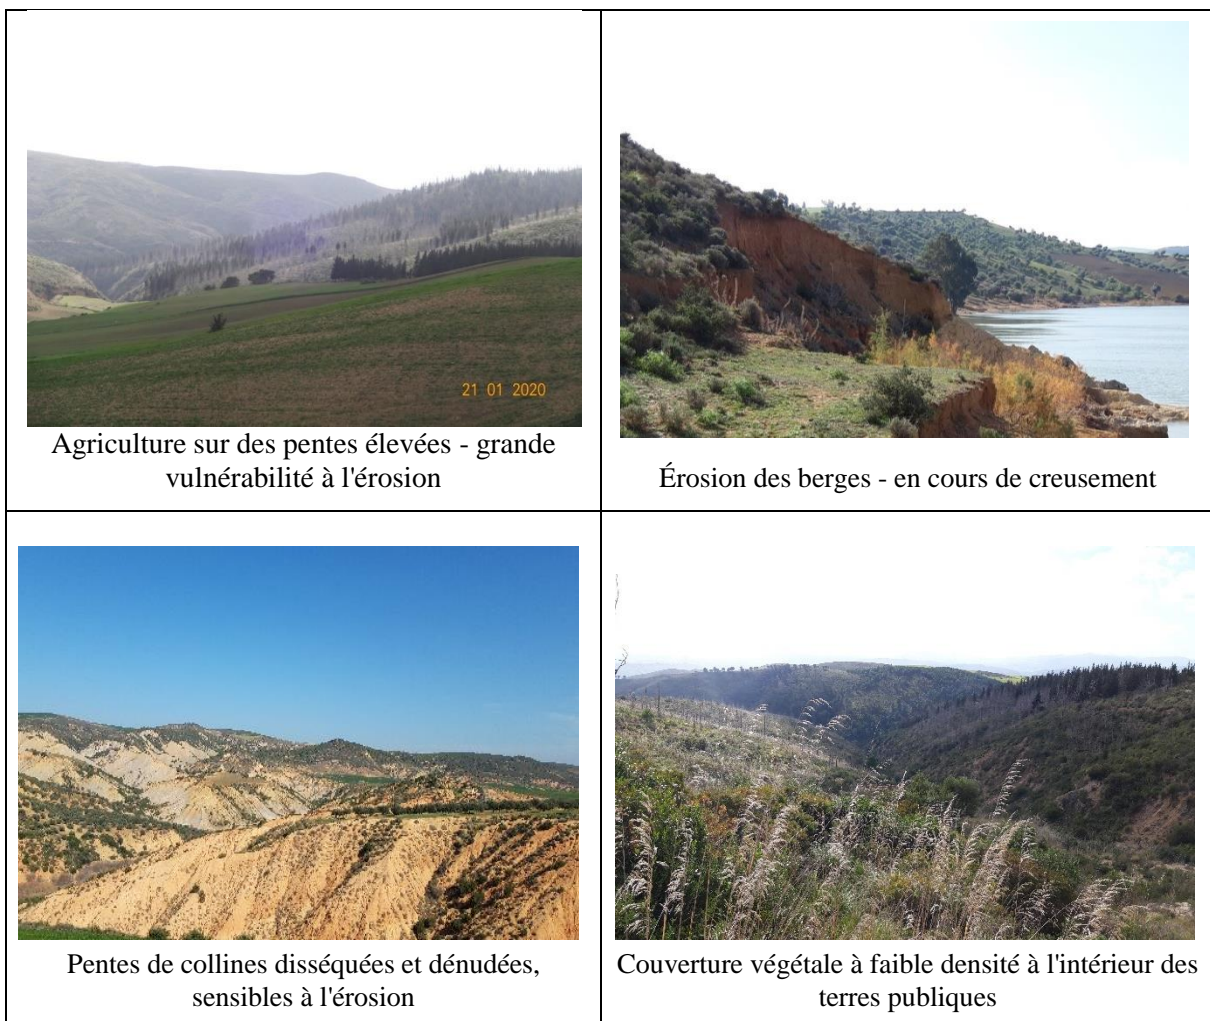 21 01 2020
Agriculture sur des pentes élevées - grande
vulnérabilité à l'érosion
Érosion des berges - en cours de creusement
Pentes de collines disséquées et dénudées,
sensibles à l'érosion
Couverture végétale à faible densité à l'intérieur des
terres publiques